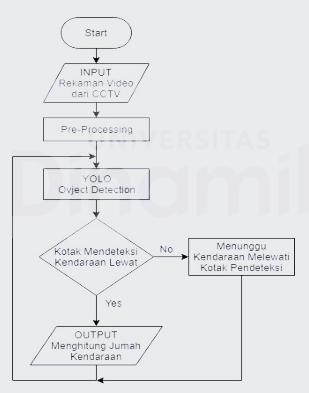 Start
INPUT
Rekaman Video
dari CCTV
Pre-Processing
UNIVERSITAS
Dinamik
YOLO
Ovject Detection
Kotak Mendeteksi
Kendaraan Lewat
No
Menunggu
Kendaraan Melewati
Kotak Pendeteksi
Yes
OUTPUT
Menghitung Jumah
Kendaraan